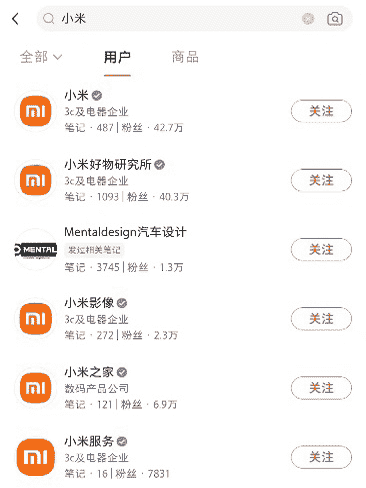 小米
全部 用户 商品
小米
3c及电器企业
笔记·487|粉丝·42.7万
关注
小米好物研究所
3c及电器企业
笔记·1093|粉丝·40.3万
关注
MENTAL
Mentaldesign汽车设计
发过相关笔记
笔记·3745|粉丝·1.3万
关注
小米影像
3c及电器企业
笔记·272|粉丝·2.3万
关注
小米之家
数码产品公司
笔记·121|粉丝·6.9万
关注
小米服务
3c及电器企业
笔记·16|粉丝·7831
关注